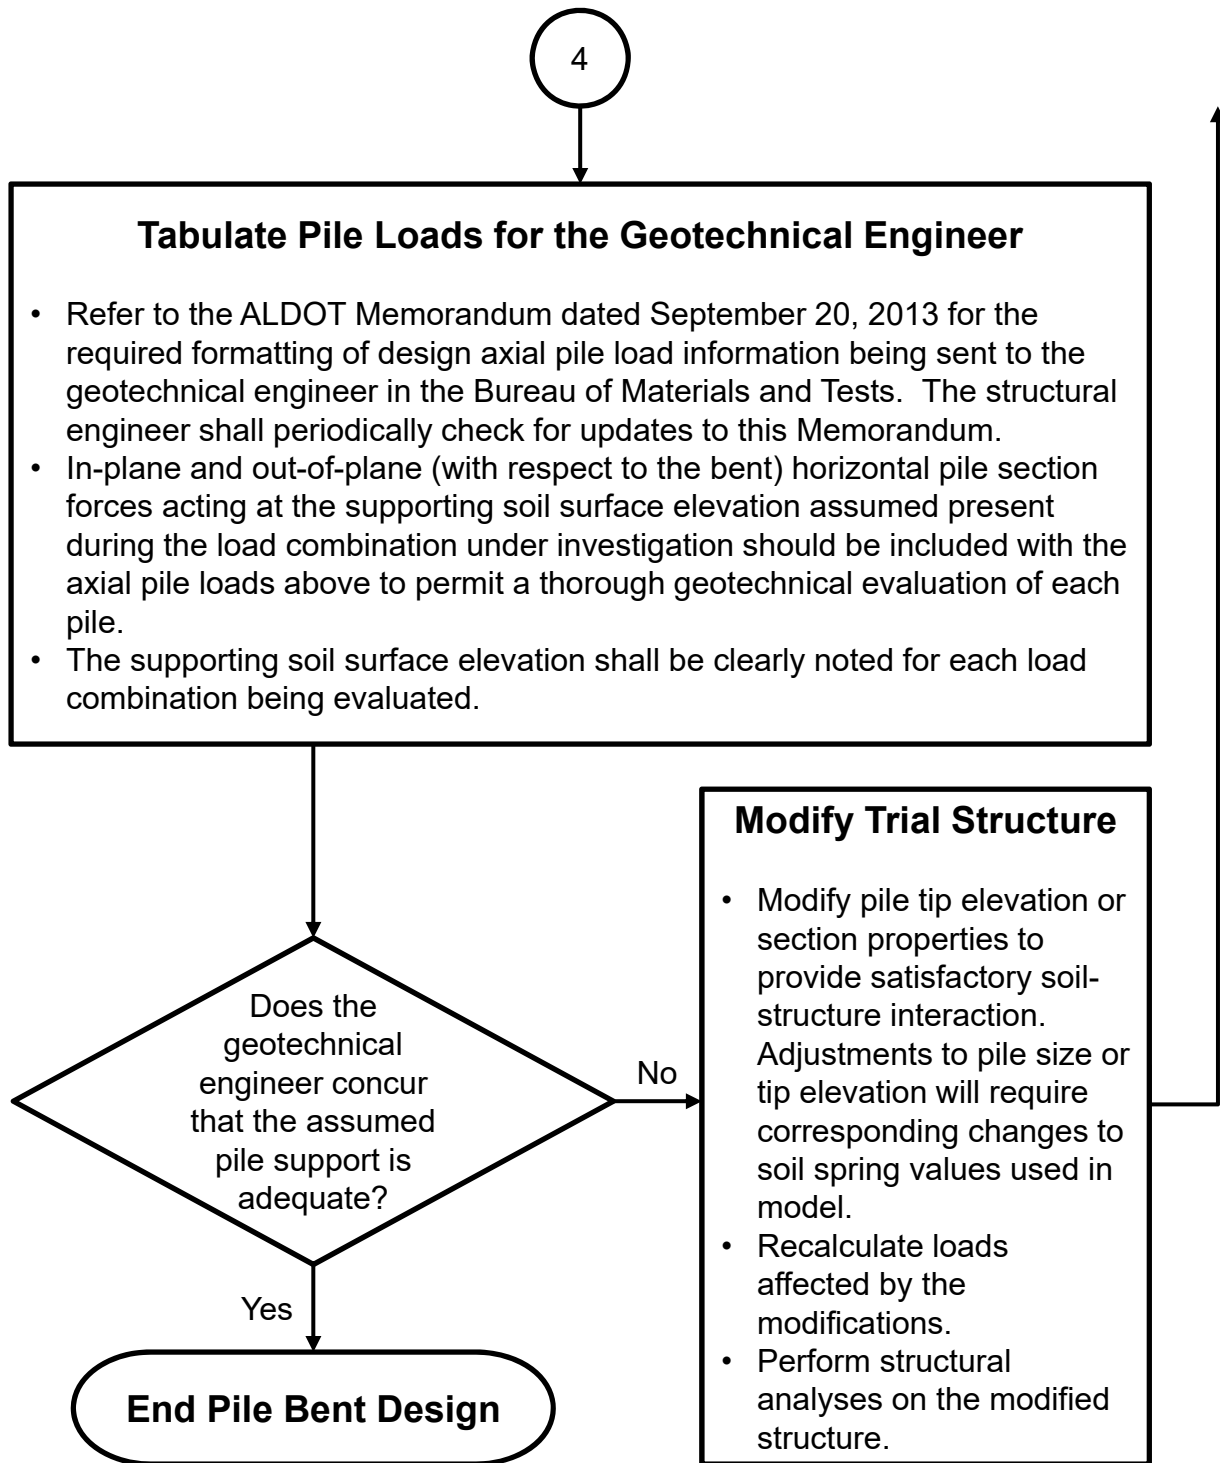 4
Tabulate Pile Loads for the Geotechnical Engineer
• Refer to the ALDOT Memorandum dated September 20, 2013 for the
required formatting of design axial pile load information being sent to the
geotechnical engineer in the Bureau of Materials and Tests.  The structural
engineer shall periodically check for updates to this Memorandum.
• In-plane and out-of-plane (with respect to the bent) horizontal pile section
forces acting at the supporting soil surface elevation assumed present
during the load combination under investigation should be included with the
axial pile loads above to permit a thorough geotechnical evaluation of each
pile.
• The supporting soil surface elevation shall be clearly noted for each load
combination being evaluated.
Does the
geotechnical
engineer concur
that the assumed
pile support is
adequate?
No
Yes
End Pile Bent Design
Modify Trial Structure
• Modify pile tip elevation or
section properties to
provide satisfactory soil-
structure interaction.
Adjustments to pile size or
tip elevation will require
corresponding changes to
soil spring values used in
model.
• Recalculate loads
affected by the
modifications.
• Perform structural
analyses on the modified
structure.